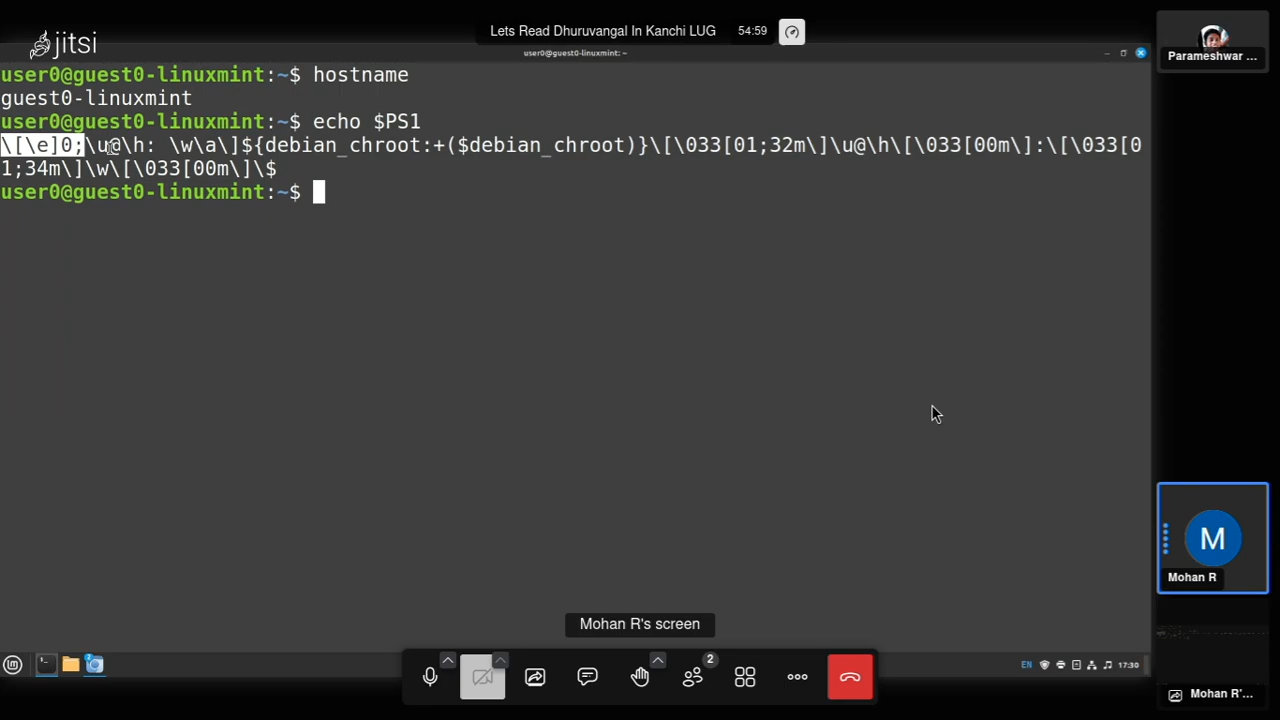 Lets Read Dhuruvangal In Kanchi LUG 54:59
jitsi
user0@guest0-linuxmint: ~
Parameshwar ...
user0@guest0-linuxmint:~$ hostname
guest0-linuxmint
user0@guest0-linuxmint:~$ echo $PS1
\[\e]0;\u@\h: \w\a\]${debian_chroot:+($debian_chroot)}\[\033[01;32m\]\u@\h\[\033[00m\]:\[\033[0
1;34m\]\w\[\033[00m\]\$
user0@guest0-linuxmint:~$
M
Mohan R
Mohan R's screen
EN 17:30
2
Mohan R'...